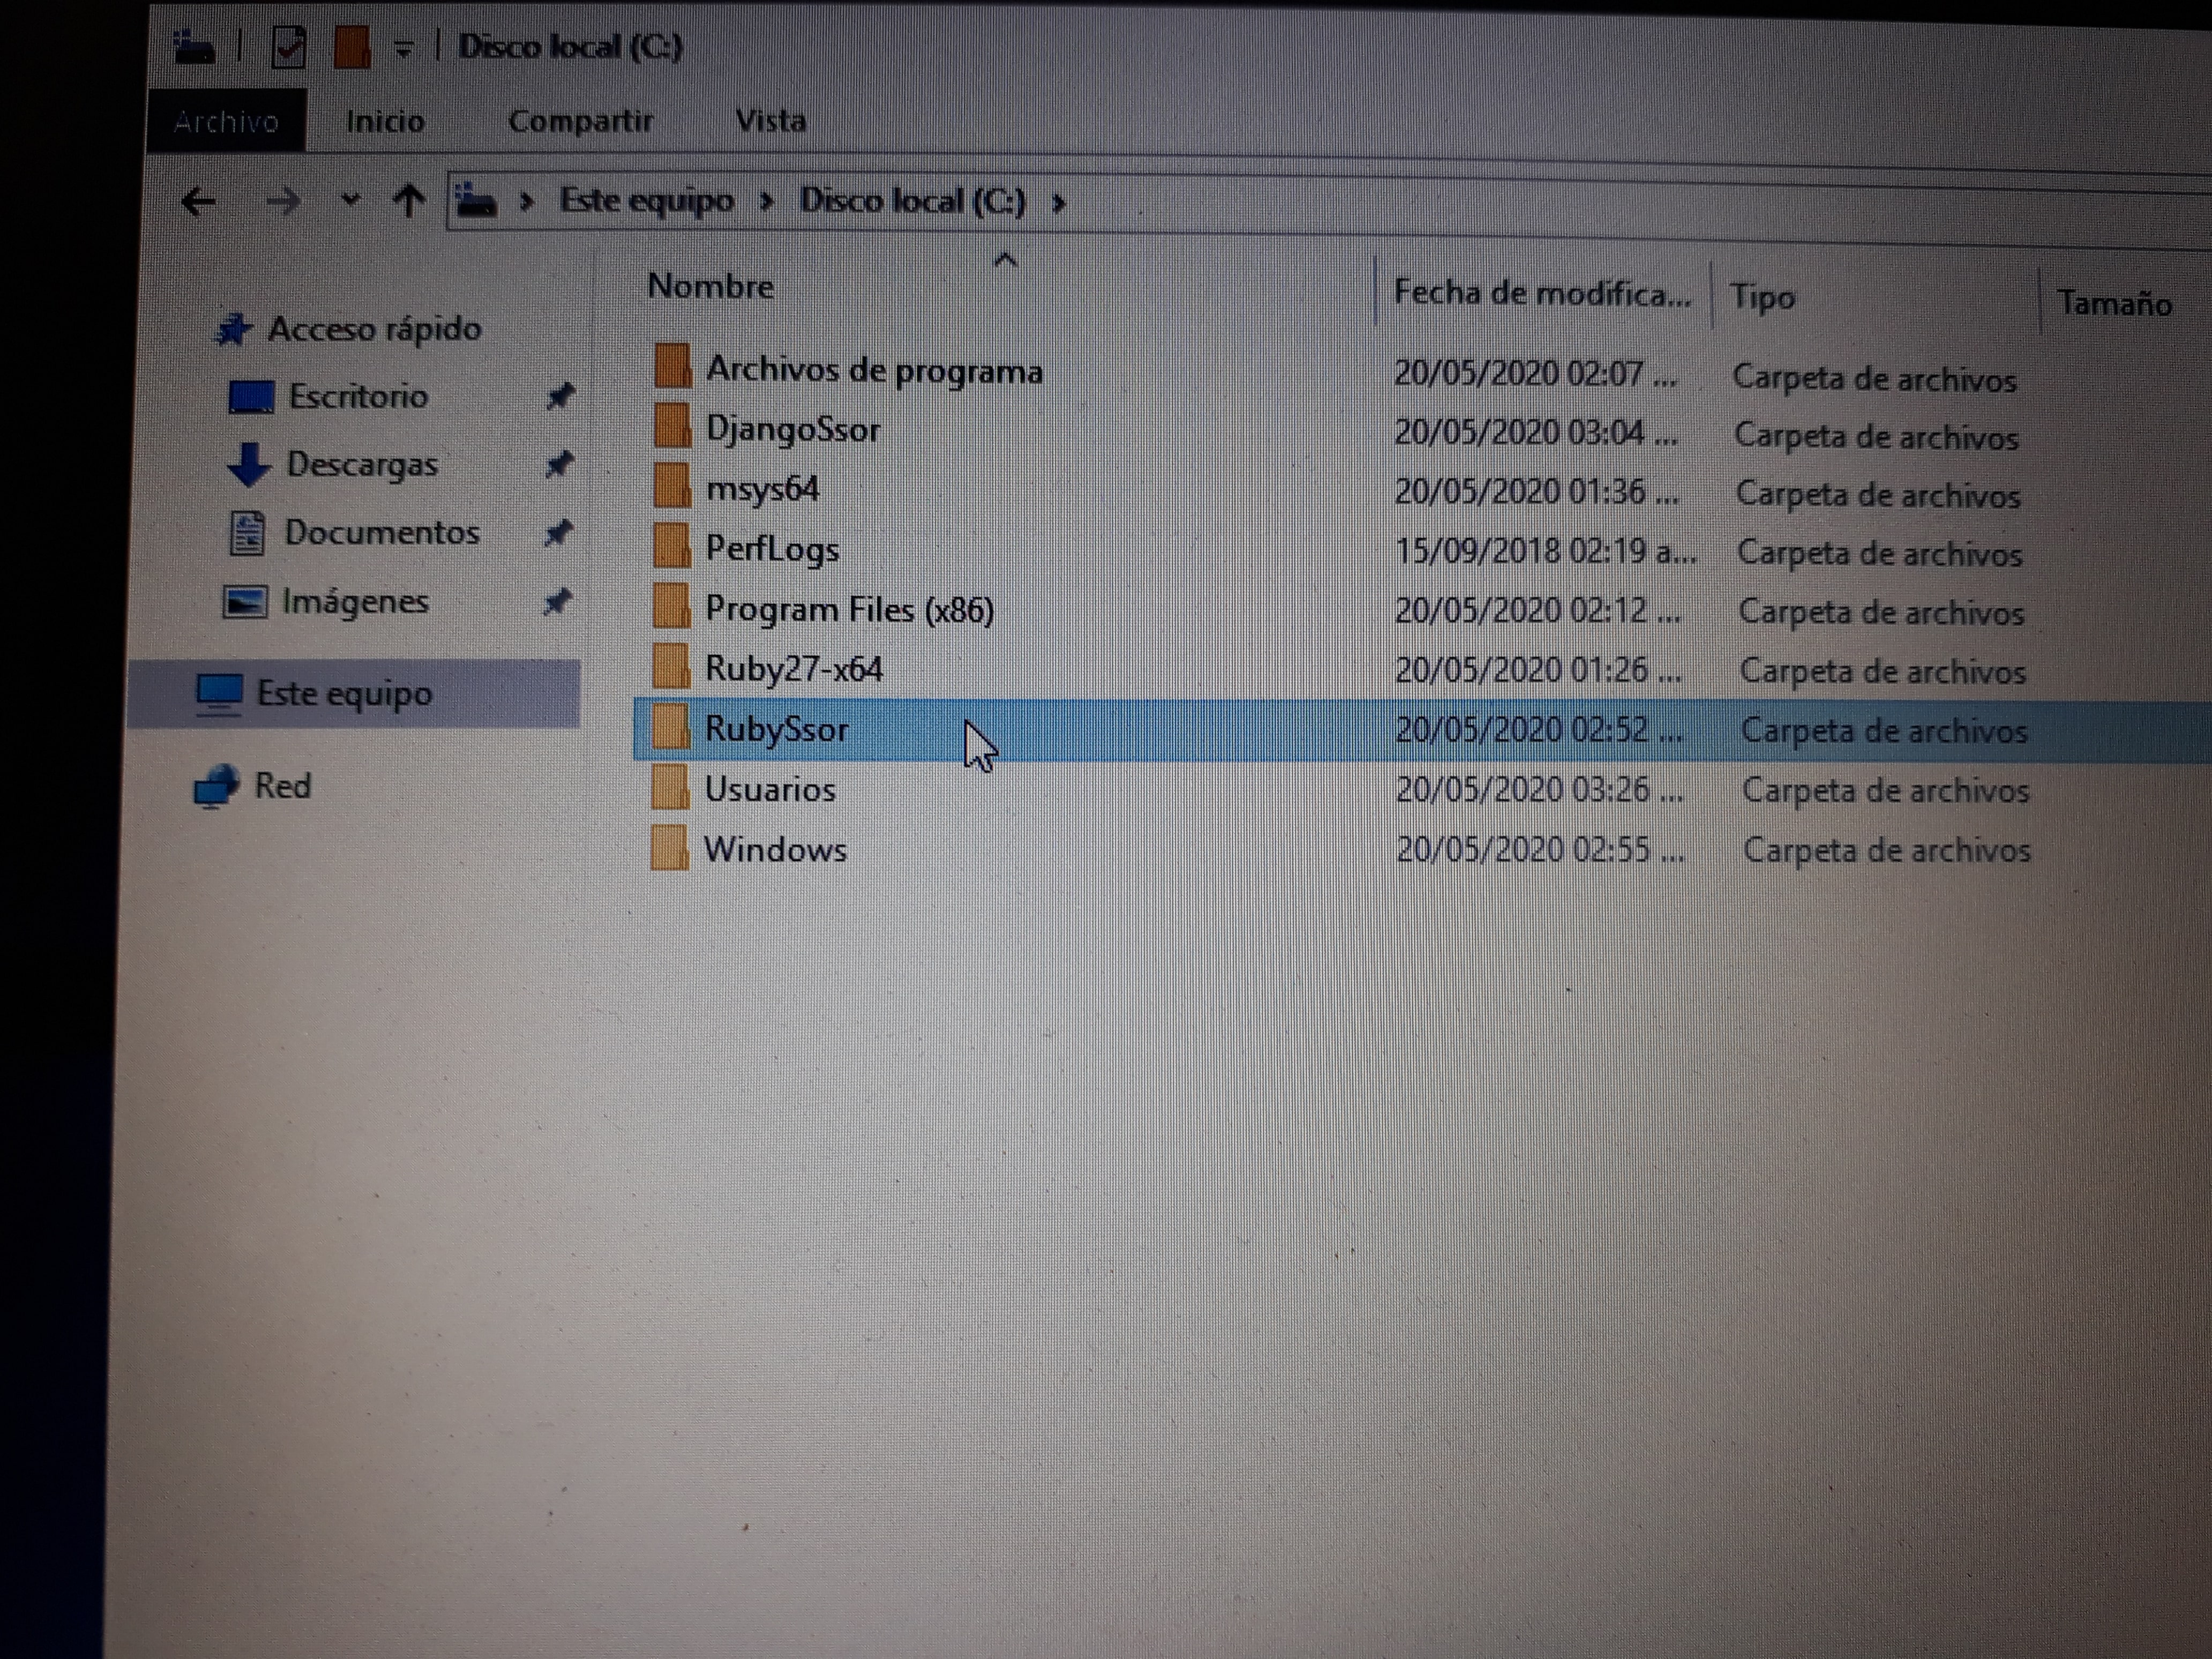 Disco local (C:)
Archivo Inicio Compartir Vista
Este equipo Disco local (C:)
Nombre Fecha de modifica... Tipo Tamaño
Acceso rápido
Escritorio
Descargas
Documentos
Imágenes
Este equipo
Red
Archivos de programa 20/05/2020 02:07 ... Carpeta de archivos
DjangoSsor 20/05/2020 03:04 ... Carpeta de archivos
msys64 20/05/2020 01:36 ... Carpeta de archivos
PerfLogs 15/09/2018 02:19 a... Carpeta de archivos
Program Files (x86) 20/05/2020 02:12 ... Carpeta de archivos
Ruby27-x64 20/05/2020 01:26 ... Carpeta de archivos
RubySsor 20/05/2020 02:52 ... Carpeta de archivos
Usuarios 20/05/2020 03:26 ... Carpeta de archivos
Windows 20/05/2020 02:55 ... Carpeta de archivos